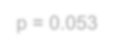 p = 0.053